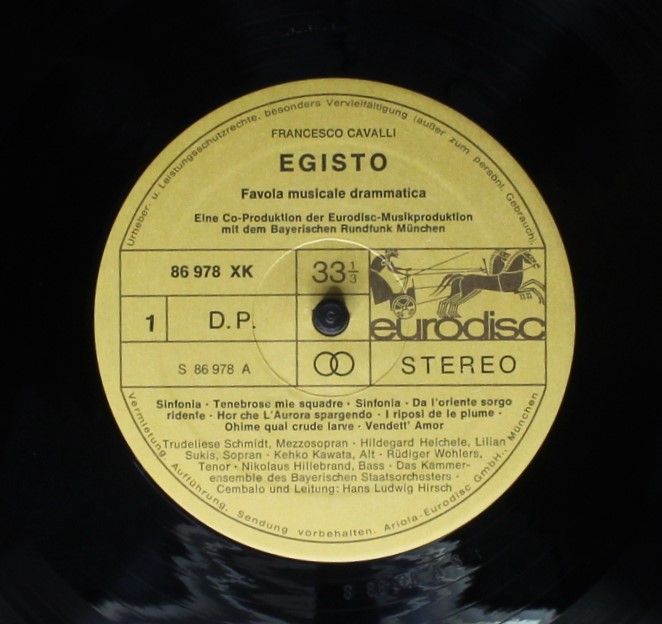 Urheber- u. Leistungsschutzrechte, besonders Vervielfältigung (außer zum persönl. Gebrauch),
FRANCESCO CAVALLI
EGISTO
Favola musicale drammatica
Eine Co-Produktion der Eurodisc-Musikproduktion
mit dem Bayerischen Rundfunk München
86 978 XK
33 1/3
1
D.P.
eurodisc
S 86 978 A
STEREO
Sinfonia · Tenebrose mie squadre · Sinfonia · Da l'oriente sorgo
ridente · Hor che L'Aurora spargendo · I riposi de le piume ·
Ohime qual crude larve · Vendett' Amor
Trudeliese Schmidt, Mezzosopran · Hildegard Heichele, Lilian
Sukis, Sopran · Kehko Kawata, Alt · Rüdiger Wohlers,
Tenor · Nikolaus Hillebrand, Bass · Das Kammer-
ensemble des Bayerischen Staatsorchesters ·
Cembalo und Leitung: Hans Ludwig Hirsch
Vermietung, Aufführung, Sendung vorbehalten. Ariola-Eurodisc GmbH., München